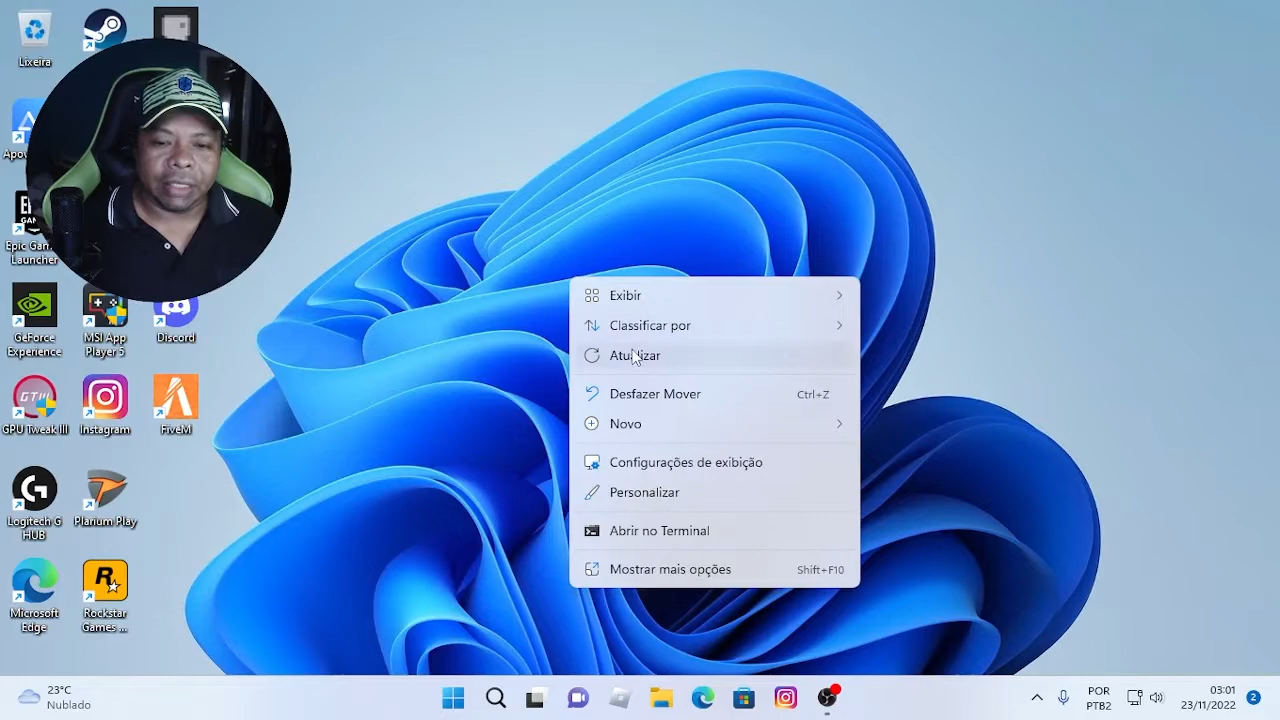 Lixeira
Epic Gam
Launcher
GeForce
Experience
MSI App
Player 5
Discord
GPU Tweak III
Instagram
FiveM
Logitech G
HUB
Plarium Play
Microsoft
Edge
Rockstar
Games ...
Exibir
Classificar por
Atualizar
Desfazer Mover Ctrl+Z
Novo
Configurações de exibição
Personalizar
Abrir no Terminal
Mostrar mais opções Shift+F10
23°C
Nublado
POR
PTB2
03:01
23/11/2022
2